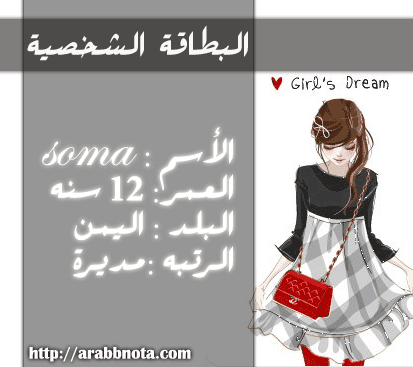 البطاقة الشخصية
♥ Girl's Dream
الأسم : soma
العمر: 12 سنه
البلد : اليمن
الرتبه :مديرة
http://arabbnota.com